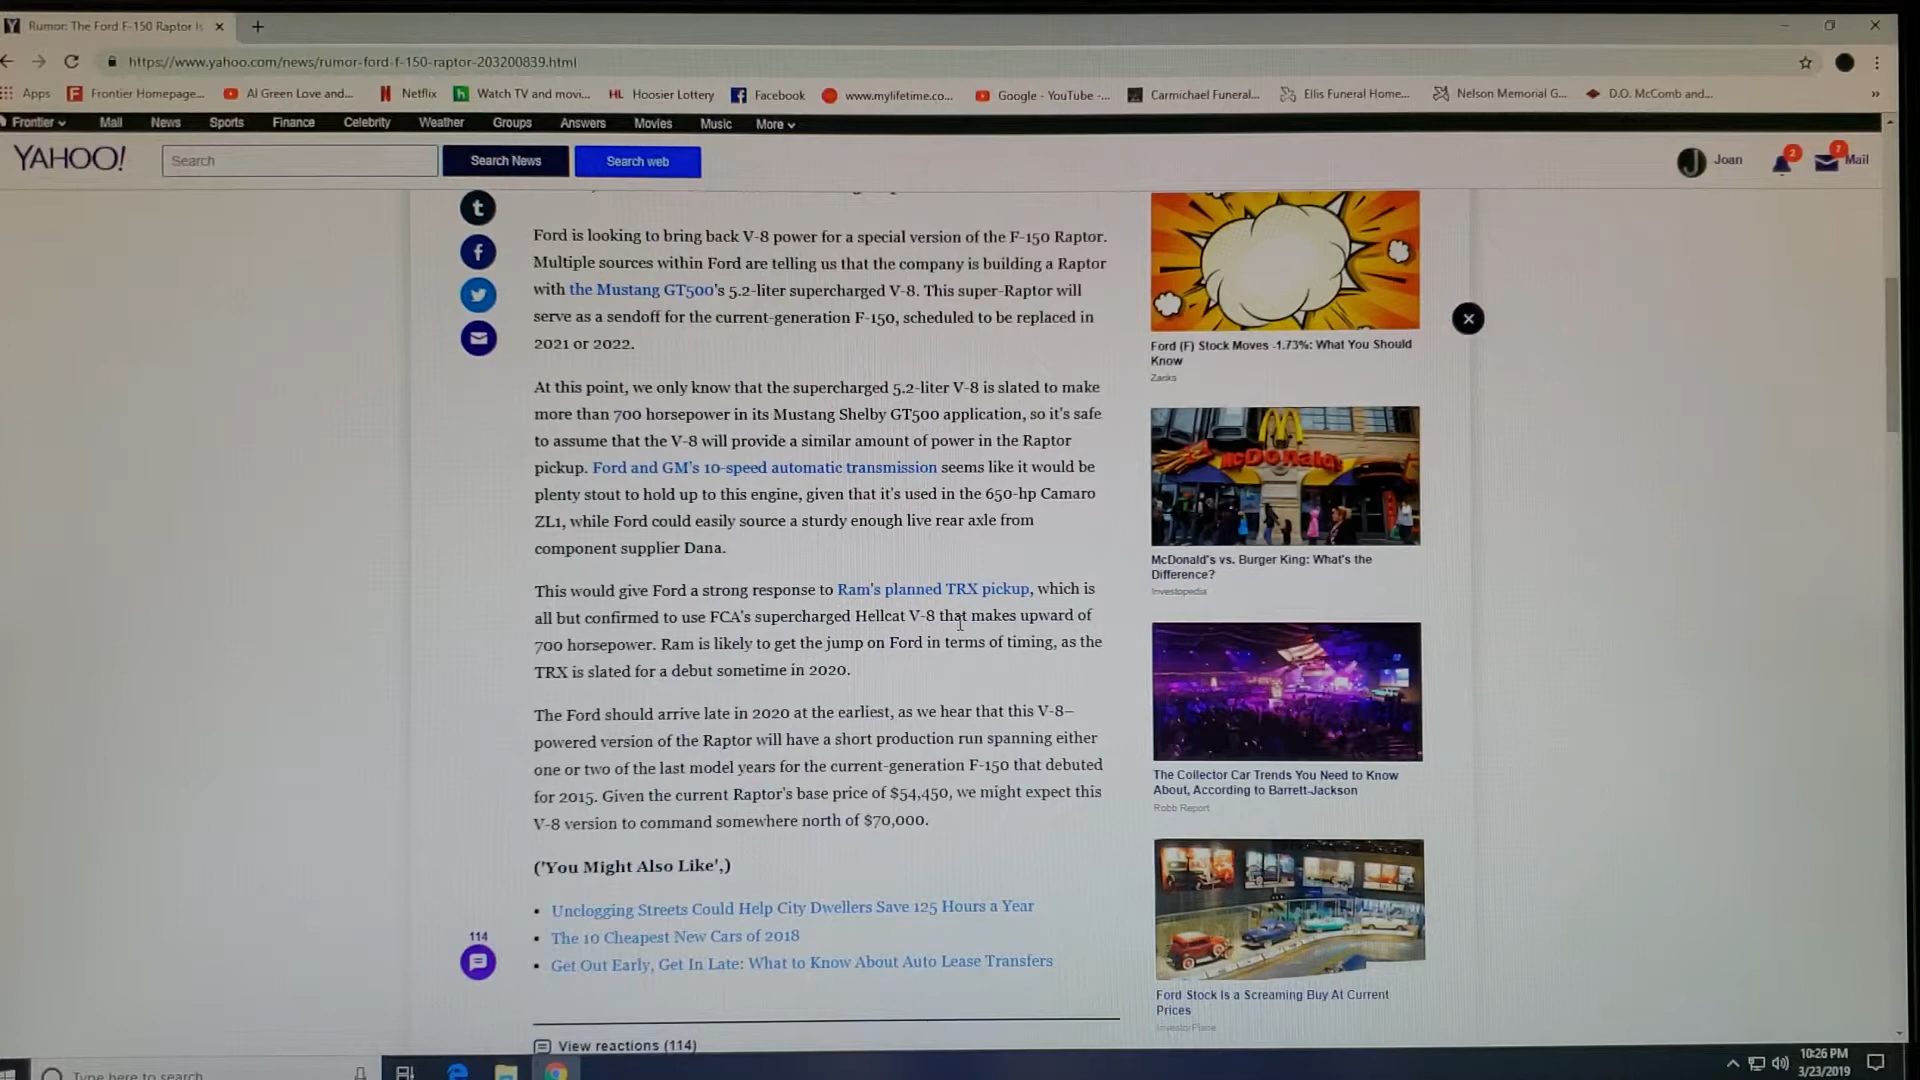 Rumor: The Ford F-150 Raptor Is
https://www.yahoo.com/news/rumor-ford-f-150-raptor-203200839.html
Apps Frontier Homepage... Al Green Love and... Netflix Watch TV and movi... HL Hoosier Lottery Facebook www.mylifetime.co... Google - YouTube -... Carmichael Funeral... Ellis Funeral Home... Nelson Memorial G... D.O. McComb and... »
Frontier Mail News Sports Finance Celebrity Weather Groups Answers Movies Music More
YAHOO! Search Search News Search web Joan 2 7 Mail
Ford is looking to bring back V-8 power for a special version of the F-150 Raptor.
Multiple sources within Ford are telling us that the company is building a Raptor
with the Mustang GT500's 5.2-liter supercharged V-8. This super-Raptor will
serve as a sendoff for the current-generation F-150, scheduled to be replaced in
2021 or 2022.
At this point, we only know that the supercharged 5.2-liter V-8 is slated to make
more than 700 horsepower in its Mustang Shelby GT500 application, so it's safe
to assume that the V-8 will provide a similar amount of power in the Raptor
pickup. Ford and GM's 10-speed automatic transmission seems like it would be
plenty stout to hold up to this engine, given that it's used in the 650-hp Camaro
ZL1, while Ford could easily source a sturdy enough live rear axle from
component supplier Dana.
This would give Ford a strong response to Ram's planned TRX pickup, which is
all but confirmed to use FCA's supercharged Hellcat V-8 that makes upward of
700 horsepower. Ram is likely to get the jump on Ford in terms of timing, as the
TRX is slated for a debut sometime in 2020.
The Ford should arrive late in 2020 at the earliest, as we hear that this V-8–
powered version of the Raptor will have a short production run spanning either
one or two of the last model years for the current-generation F-150 that debuted
for 2015. Given the current Raptor's base price of $54,450, we might expect this
V-8 version to command somewhere north of $70,000.
('You Might Also Like',)
• Unclogging Streets Could Help City Dwellers Save 125 Hours a Year
• The 10 Cheapest New Cars of 2018
• Get Out Early, Get In Late: What to Know About Auto Lease Transfers
114
View reactions (114)
Ford (F) Stock Moves -1.73%: What You Should
Know
Zacks
McDonald's
McDonald's vs. Burger King: What's the
Difference?
Investopedia
The Collector Car Trends You Need to Know
About, According to Barrett-Jackson
Robb Report
Ford Stock Is a Screaming Buy At Current
Prices
InvestorPlace
Type here to search
10:26 PM
3/23/2019